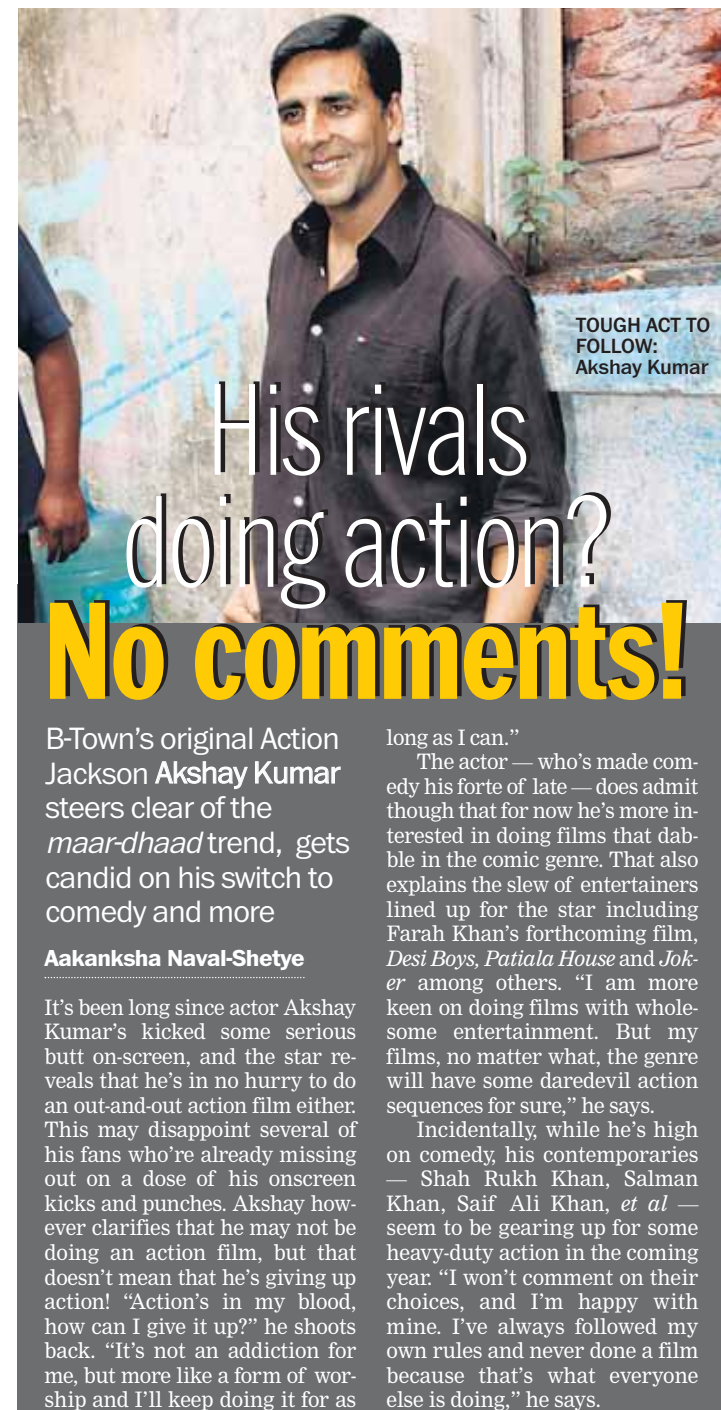 TOUGH ACT TO
FOLLOW:
Akshay Kumar
His rivals
doing action?
No comments!
B-Town's original Action
Jackson Akshay Kumar
steers clear of the
maar-dhaad trend, gets
candid on his switch to
comedy and more
Aakanksha Naval-Shetye
It's been long since actor Akshay
Kumar's kicked some serious
butt on-screen, and the star re-
veals that he's in no hurry to do
an out-and-out action film either.
This may disappoint several of
his fans who're already missing
out on a dose of his onscreen
kicks and punches. Akshay how-
ever clarifies that he may not be
doing an action film, but that
doesn't mean that he's giving up
action! “Action's in my blood,
how can I give it up?” he shoots
back. “It's not an addiction for
me, but more like a form of wor-
ship and I'll keep doing it for as
long as I can.”
The actor — who's made com-
edy his forte of late — does admit
though that for now he's more in-
terested in doing films that dab-
ble in the comic genre. That also
explains the slew of entertainers
lined up for the star including
Farah Khan's forthcoming film,
Desi Boys, Patiala House and Jok-
er among others. “I am more
keen on doing films with whole-
some entertainment. But my
films, no matter what, the genre
will have some daredevil action
sequences for sure,” he says.
Incidentally, while he's high
on comedy, his contemporaries
— Shah Rukh Khan, Salman
Khan, Saif Ali Khan, et al —
seem to be gearing up for some
heavy-duty action in the coming
year. “I won't comment on their
choices, and I'm happy with
mine. I've always followed my
own rules and never done a film
because that's what everyone
else is doing,” he says.